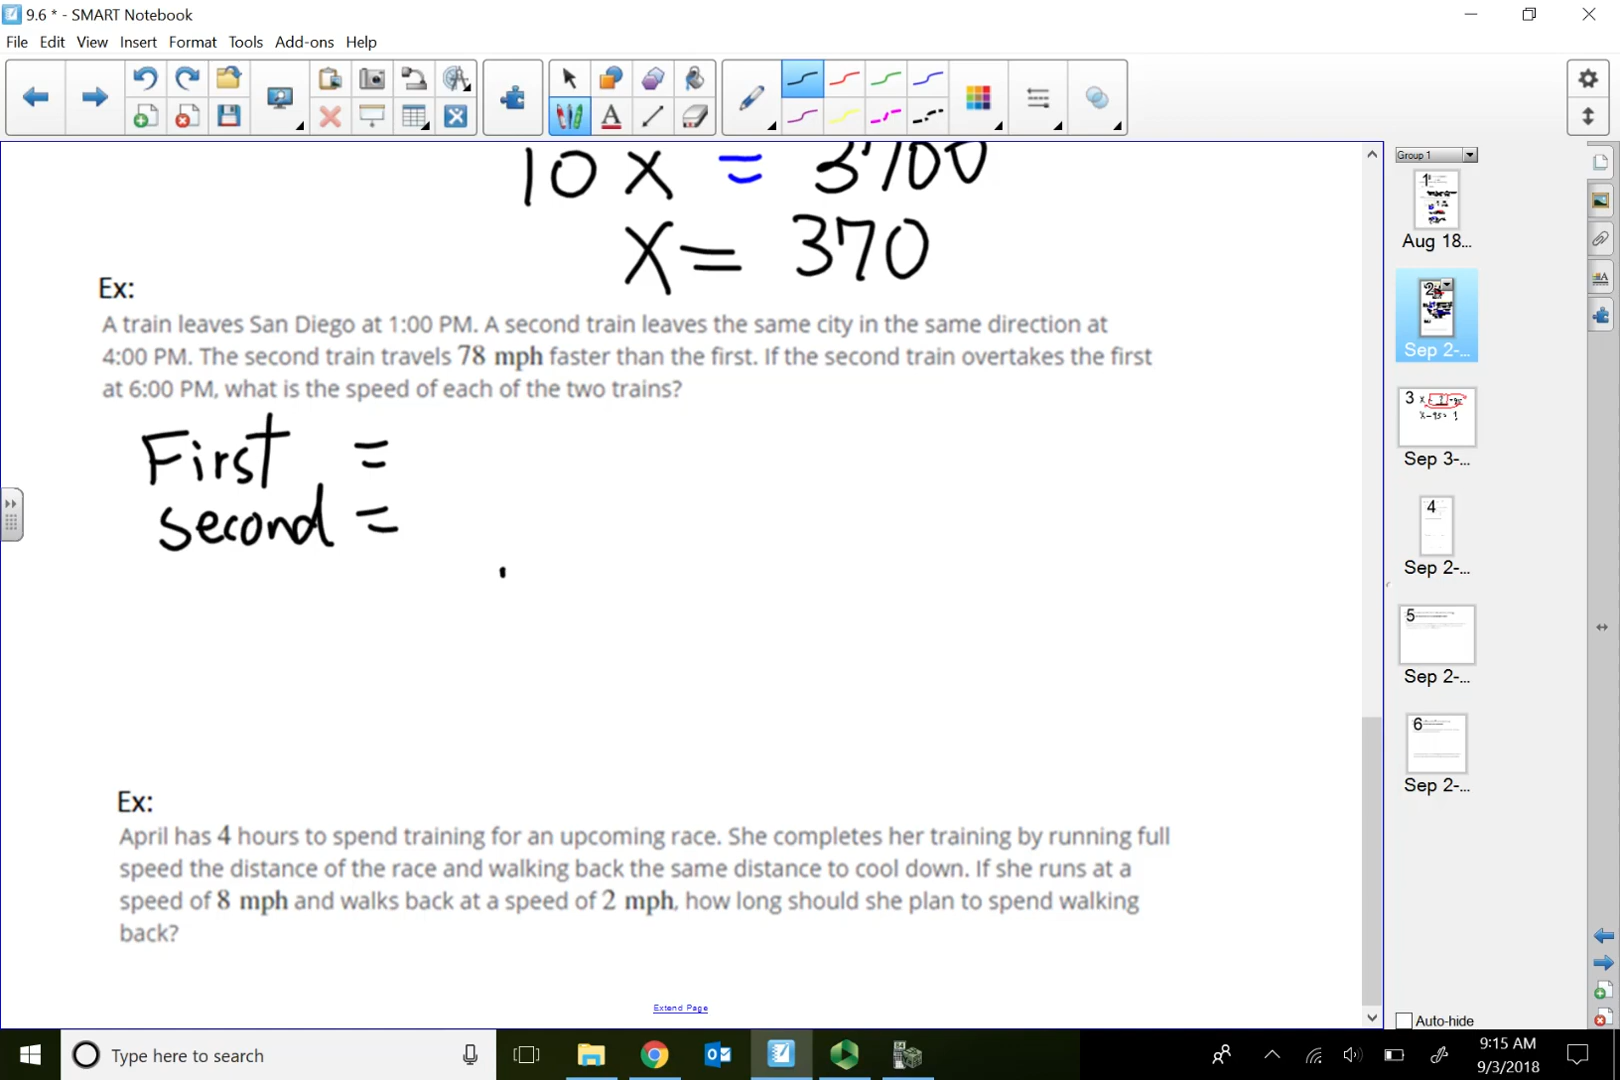 9.6 * - SMART Notebook
File Edit View Insert Format Tools Add-ons Help
10 x = 3700
x = 370
Ex:
A train leaves San Diego at 1:00 PM. A second train leaves the same city in the same direction at
4:00 PM. The second train travels 78 mph faster than the first. If the second train overtakes the first
at 6:00 PM, what is the speed of each of the two trains?
First =
second =
Ex:
April has 4 hours to spend training for an upcoming race. She completes her training by running full
speed the distance of the race and walking back the same distance to cool down. If she runs at a
speed of 8 mph and walks back at a speed of 2 mph, how long should she plan to spend walking
back?
Extend Page
Group 1
1
Aug 18...
2
Sep 2-...
3
Sep 3-...
4
Sep 2-...
5
Sep 2-...
6
Sep 2-...
Auto-hide
Type here to search
9:15 AM
9/3/2018